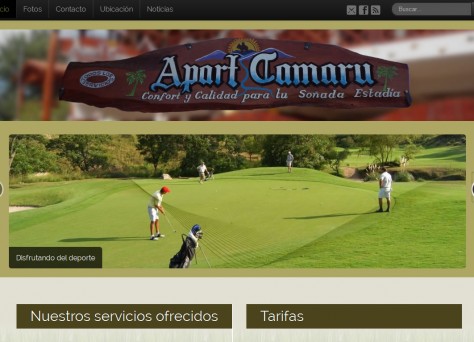 Fotos
Contacto
Ubicación
Noticias
Buscar...
Apart Camaru
Confort y Calidad para tu Soñada Estadía
Disfrutando del deporte
Nuestros servicios ofrecidos
Tarifas